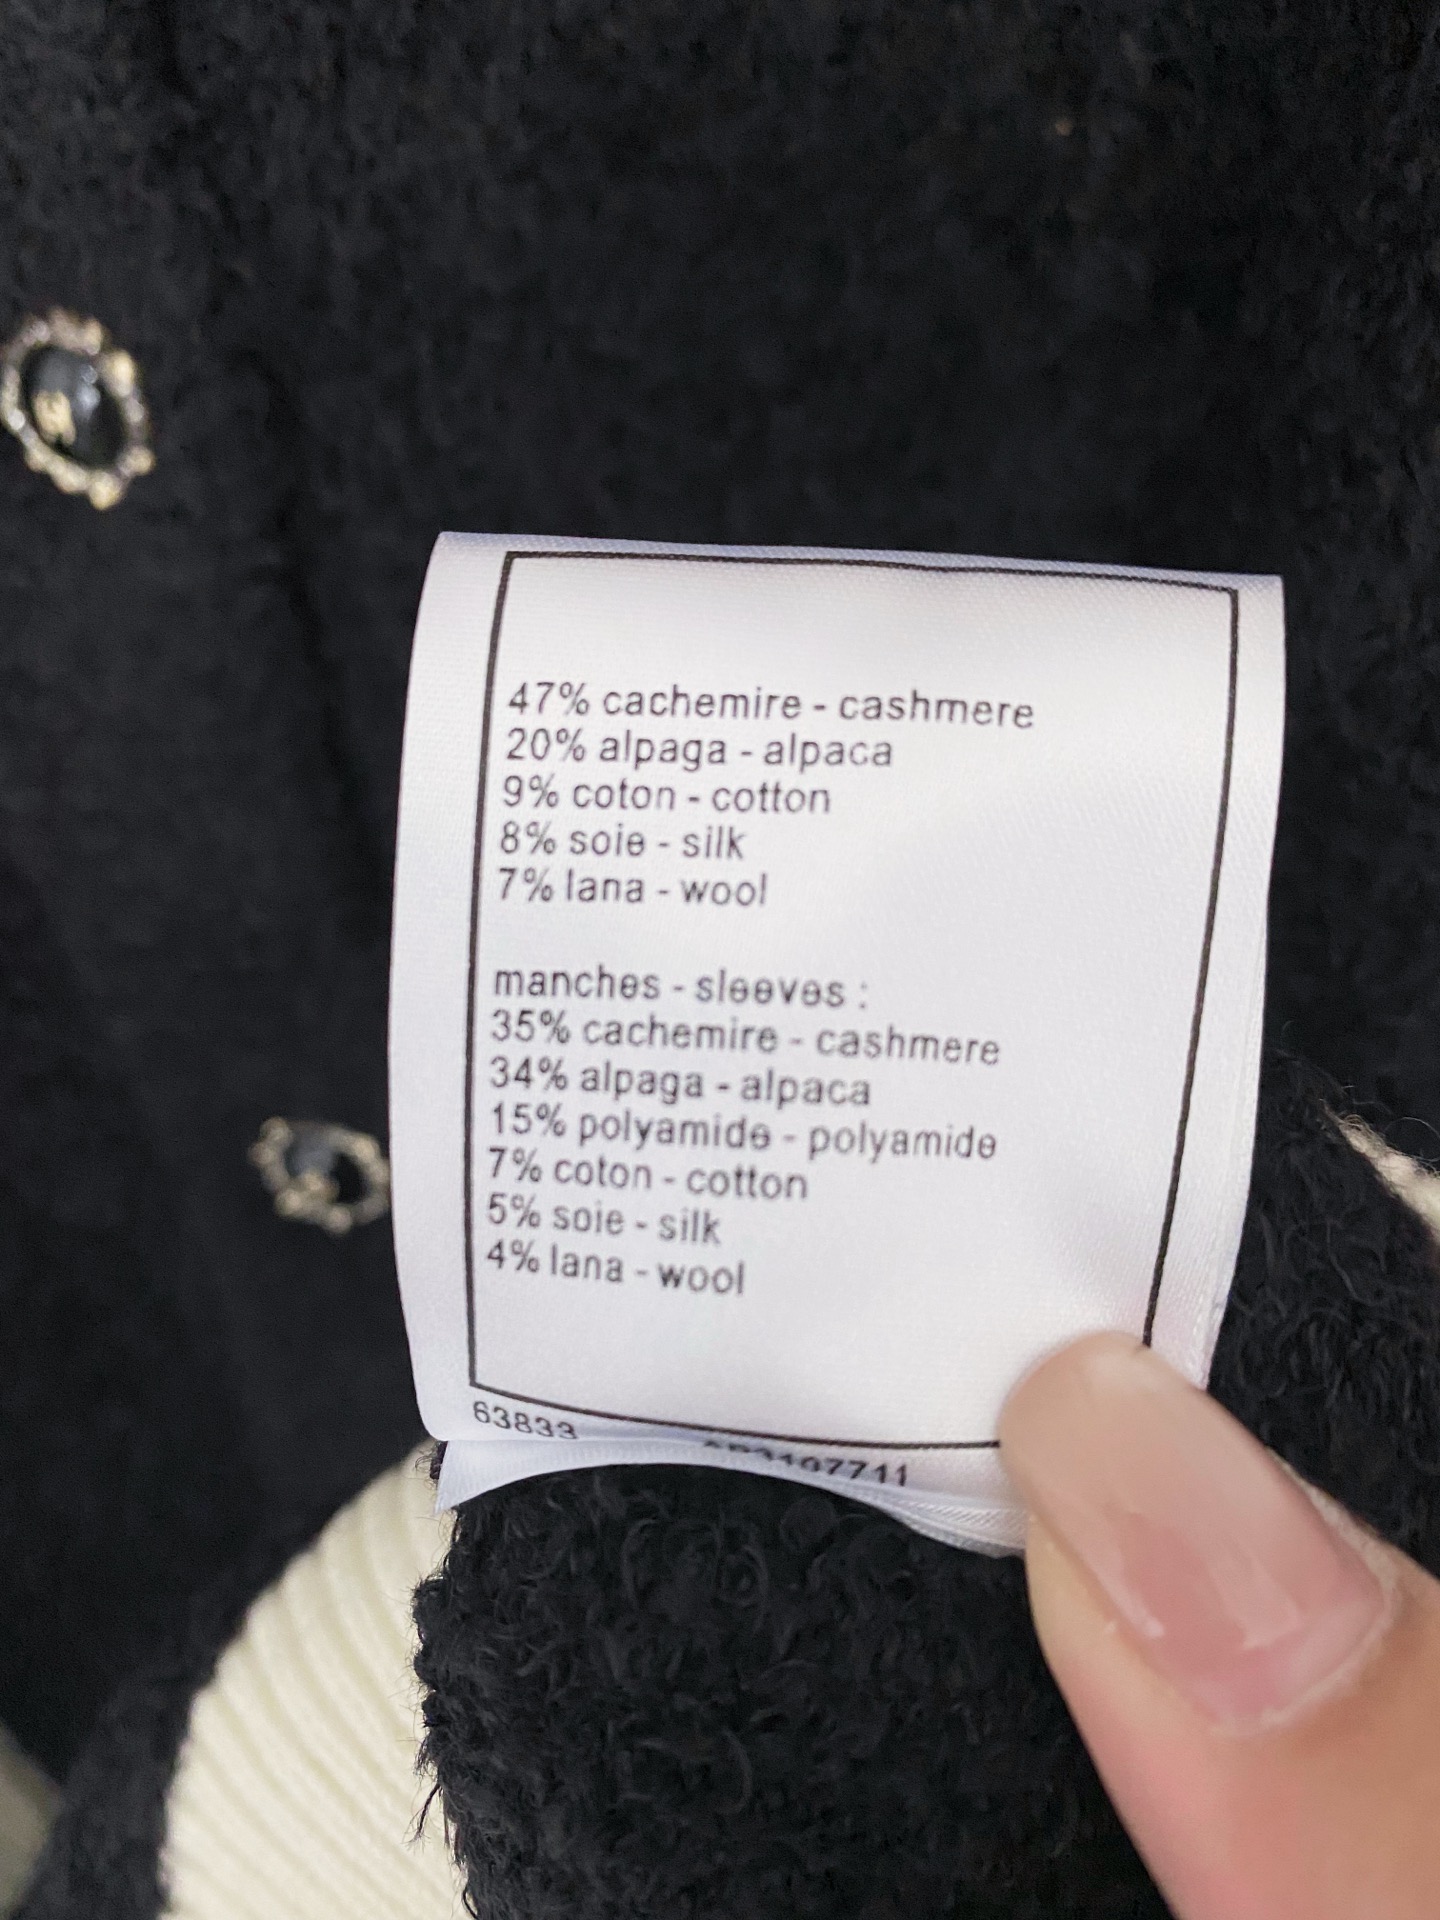 47% cachemire - cashmere
20% alpaga - alpaca
9% coton - cotton
8% soie - silk
7% lana - wool
manches - sleeves :
35% cachemire - cashmere
34% alpaga - alpaca
15% polyamide - polyamide
7% coton - cotton
5% soie - silk
4% lana - wool
63833